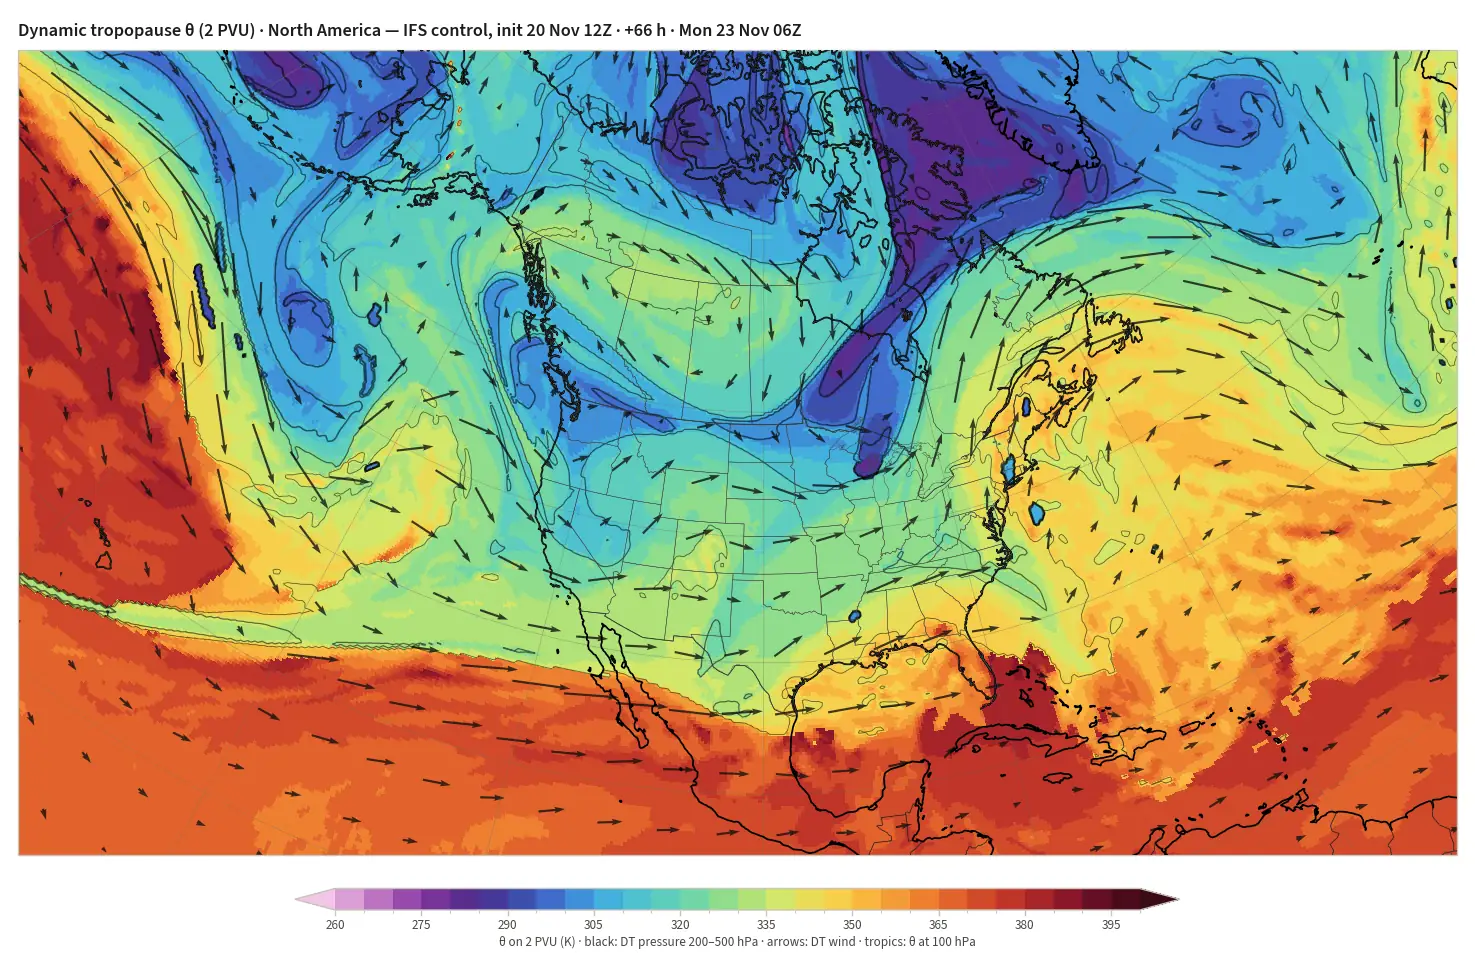 Dynamic tropopause θ (2 PVU) · North America — IFS control, init 20 Nov 12Z · +66 h · Mon 23 Nov 06Z
260 275 290 305 320 335 350 365 380 395
θ on 2 PVU (K) · black: DT pressure 200–500 hPa · arrows: DT wind · tropics: θ at 100 hPa